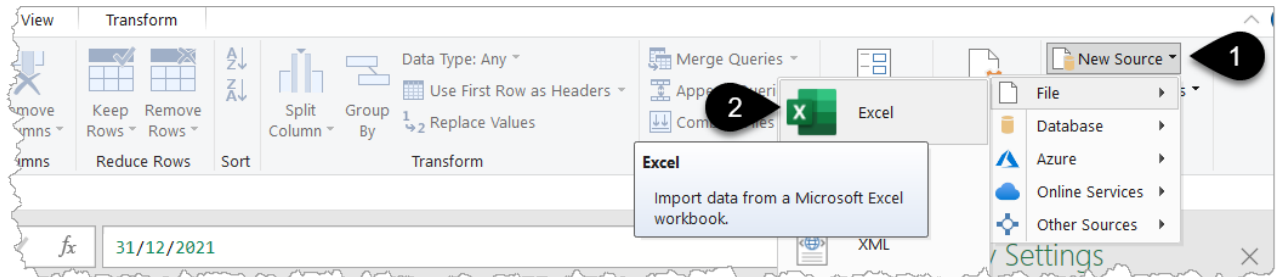 View
Transform
Data Type: Any
Merge Queries
New Source
1
Keep
Rows
Remove
Rows
Split
Column
Group
By
Use First Row as Headers
Replace Values
2
Excel
File
Database
Azure
Online Services
Other Sources
Reduce Rows
Sort
Transform
Excel
Import data from a Microsoft Excel
workbook.
fx
31/12/2021
XML
Settings